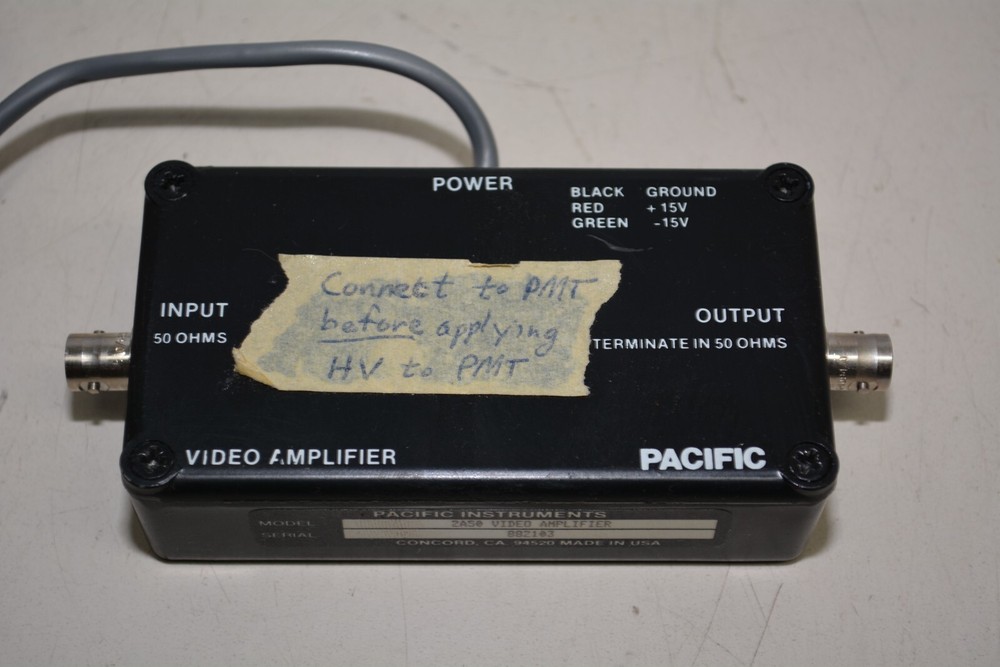 POWER
BLACK GROUND
RED +15V
GREEN -15V
Connect to PMT
before applying
HV to PMT
INPUT
50 OHMS
OUTPUT
TERMINATE IN 50 OHMS
VIDEO AMPLIFIER
PACIFIC
PACIFIC INSTRUMENTS
MODEL 2A50 VIDEO AMPLIFIER
SERIAL 882103
CONCORD, CA. 94520 MADE IN USA